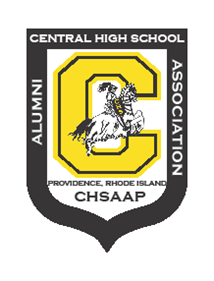 CENTRAL HIGH SCHOOL
ALUMNI
ASSOCIATION
C
PROVIDENCE, RHODE ISLAND
CHSAAP